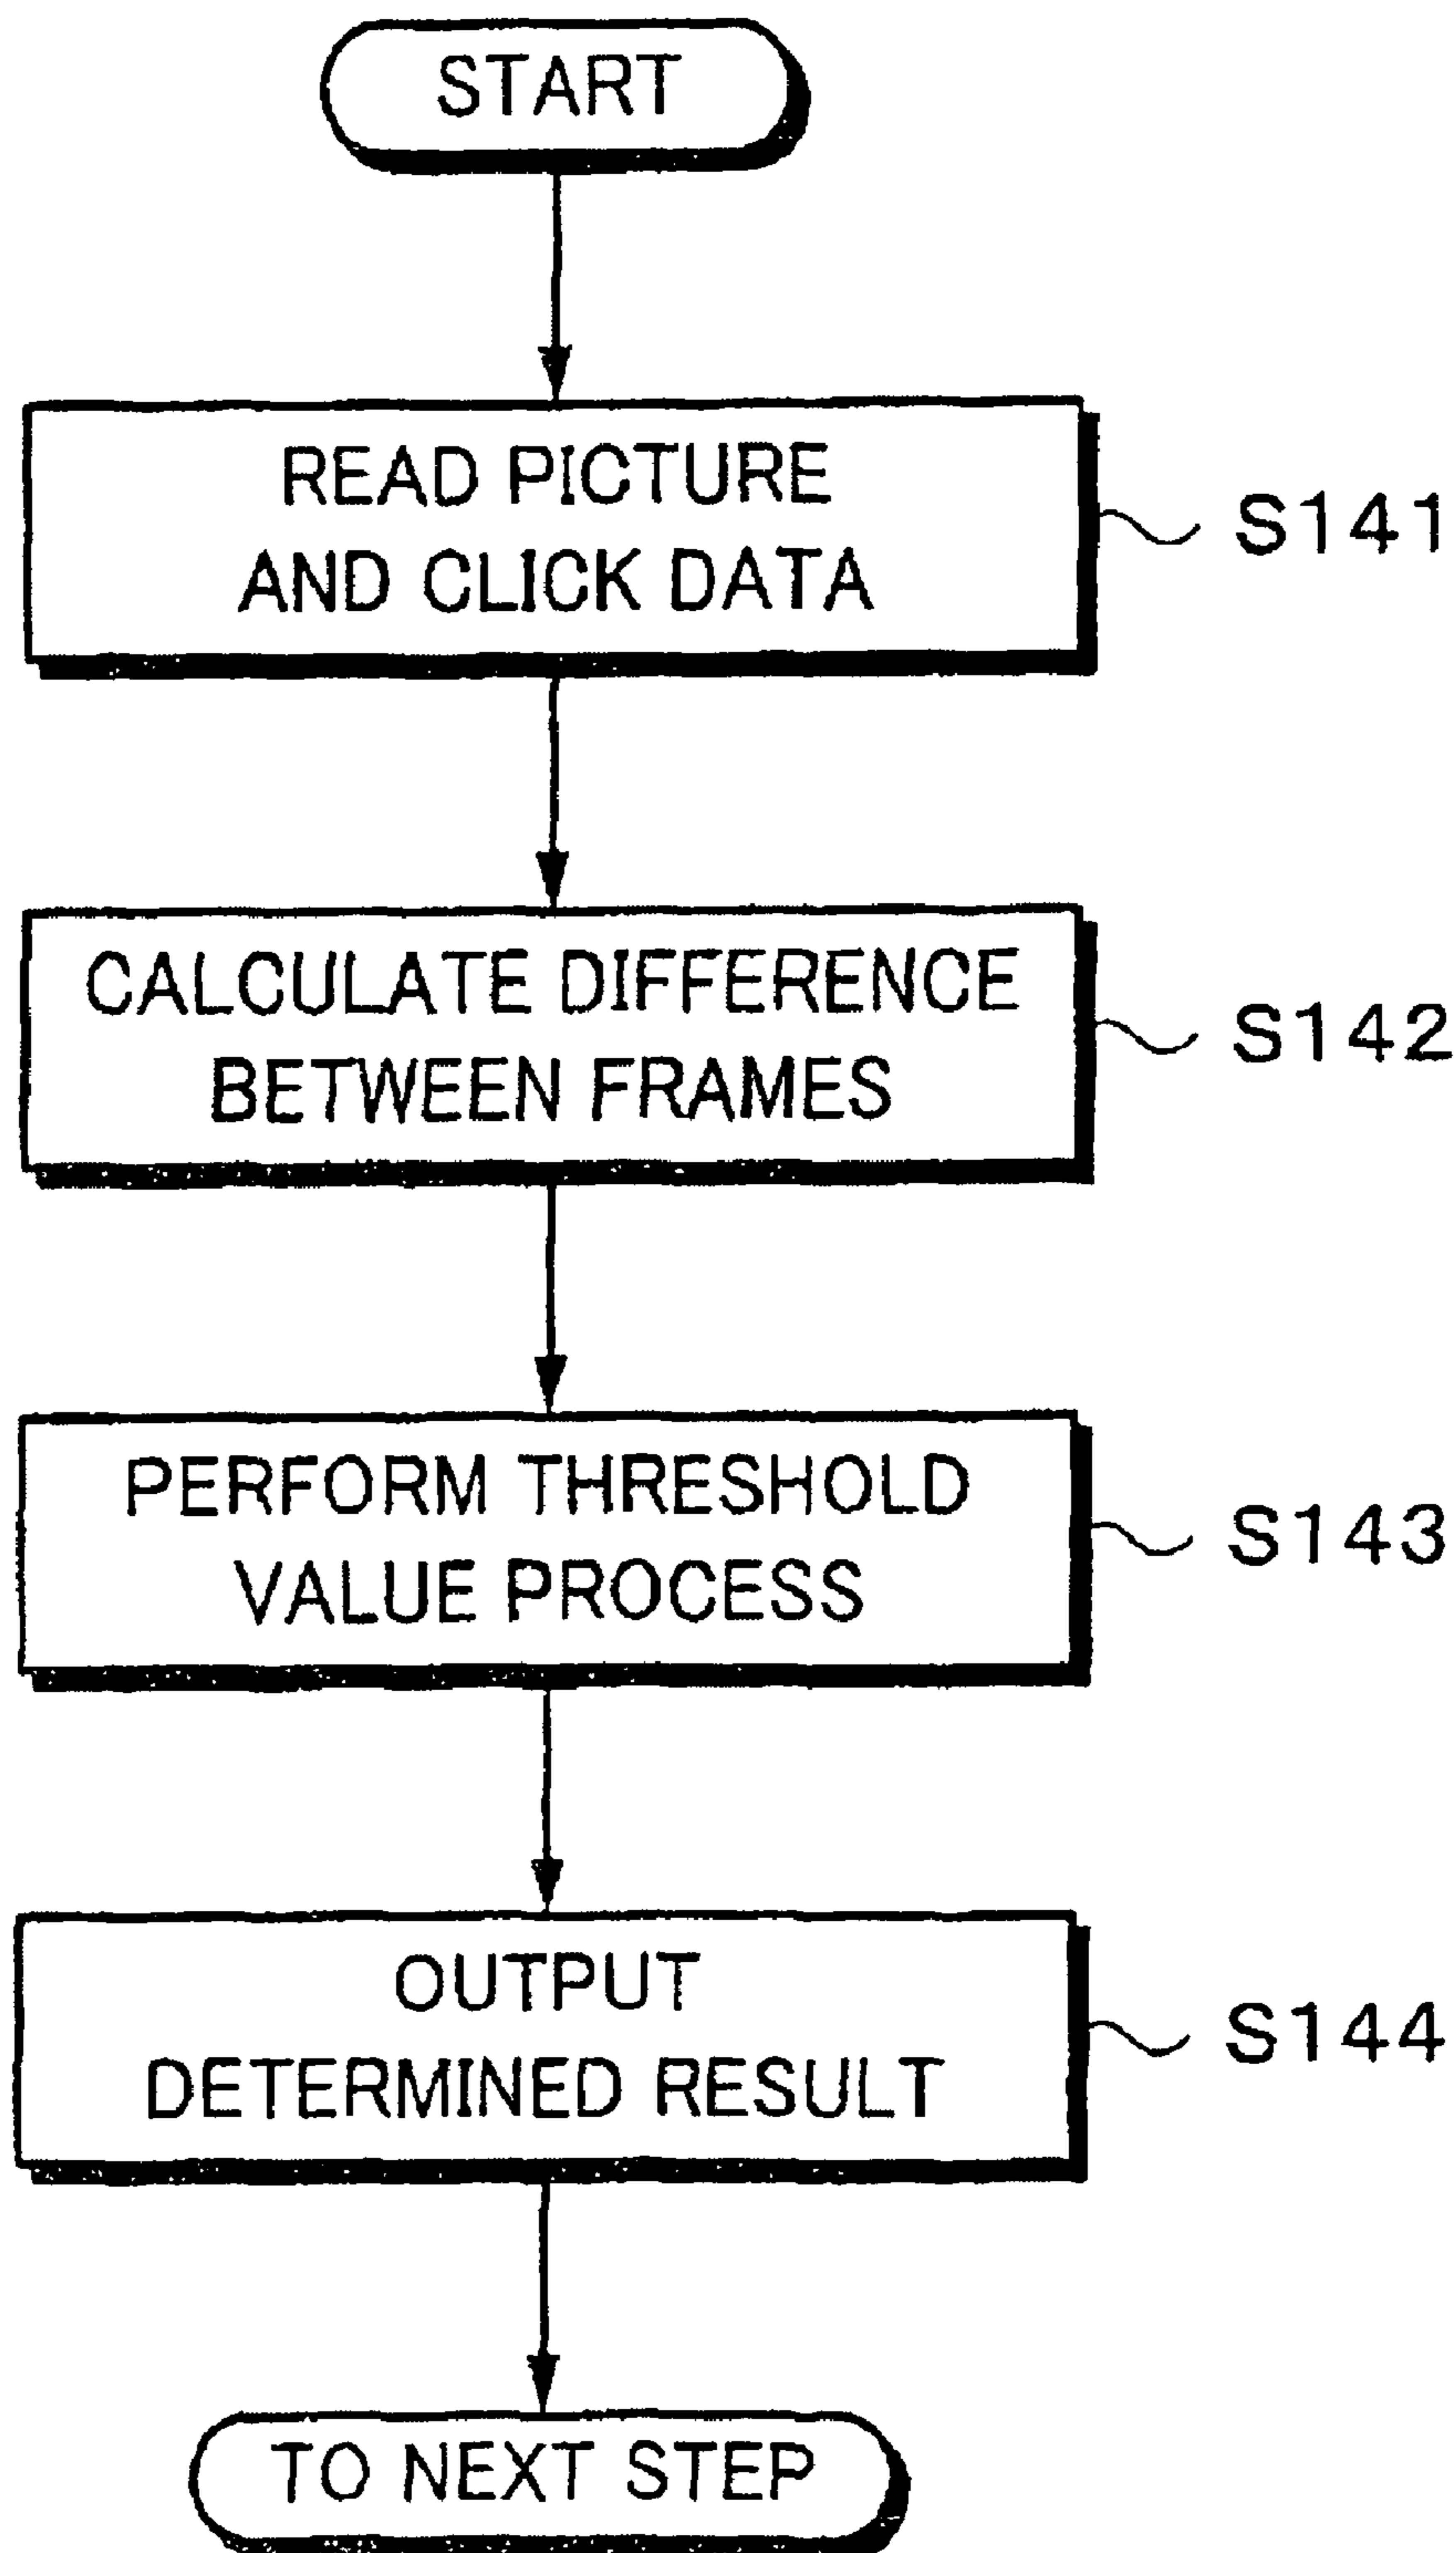 START
READ PICTURE
AND CLICK DATA
S141
CALCULATE DIFFERENCE
BETWEEN FRAMES
S142
PERFORM THRESHOLD
VALUE PROCESS
S143
OUTPUT
DETERMINED RESULT
S144
TO NEXT STEP